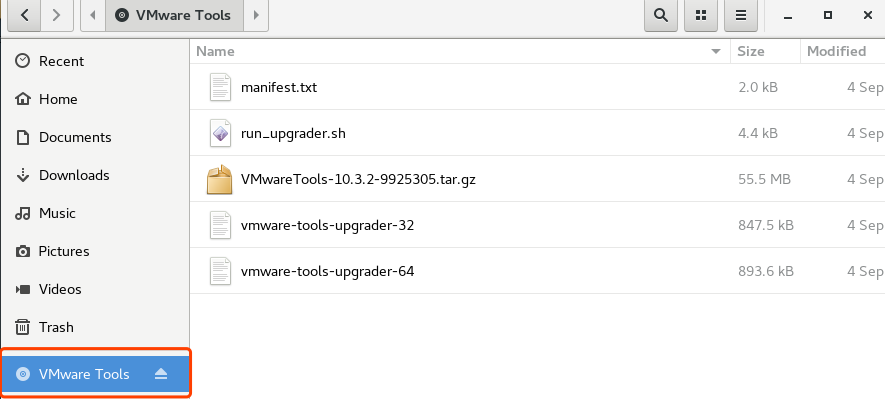 VMware Tools
Name Size Modified
Recent
Home
Documents
Downloads
Music
Pictures
Videos
Trash
VMware Tools
manifest.txt 2.0 kB 4 Sep
run_upgrader.sh 4.4 kB 4 Sep
VMwareTools-10.3.2-9925305.tar.gz 55.5 MB 4 Sep
vmware-tools-upgrader-32 847.5 kB 4 Sep
vmware-tools-upgrader-64 893.6 kB 4 Sep